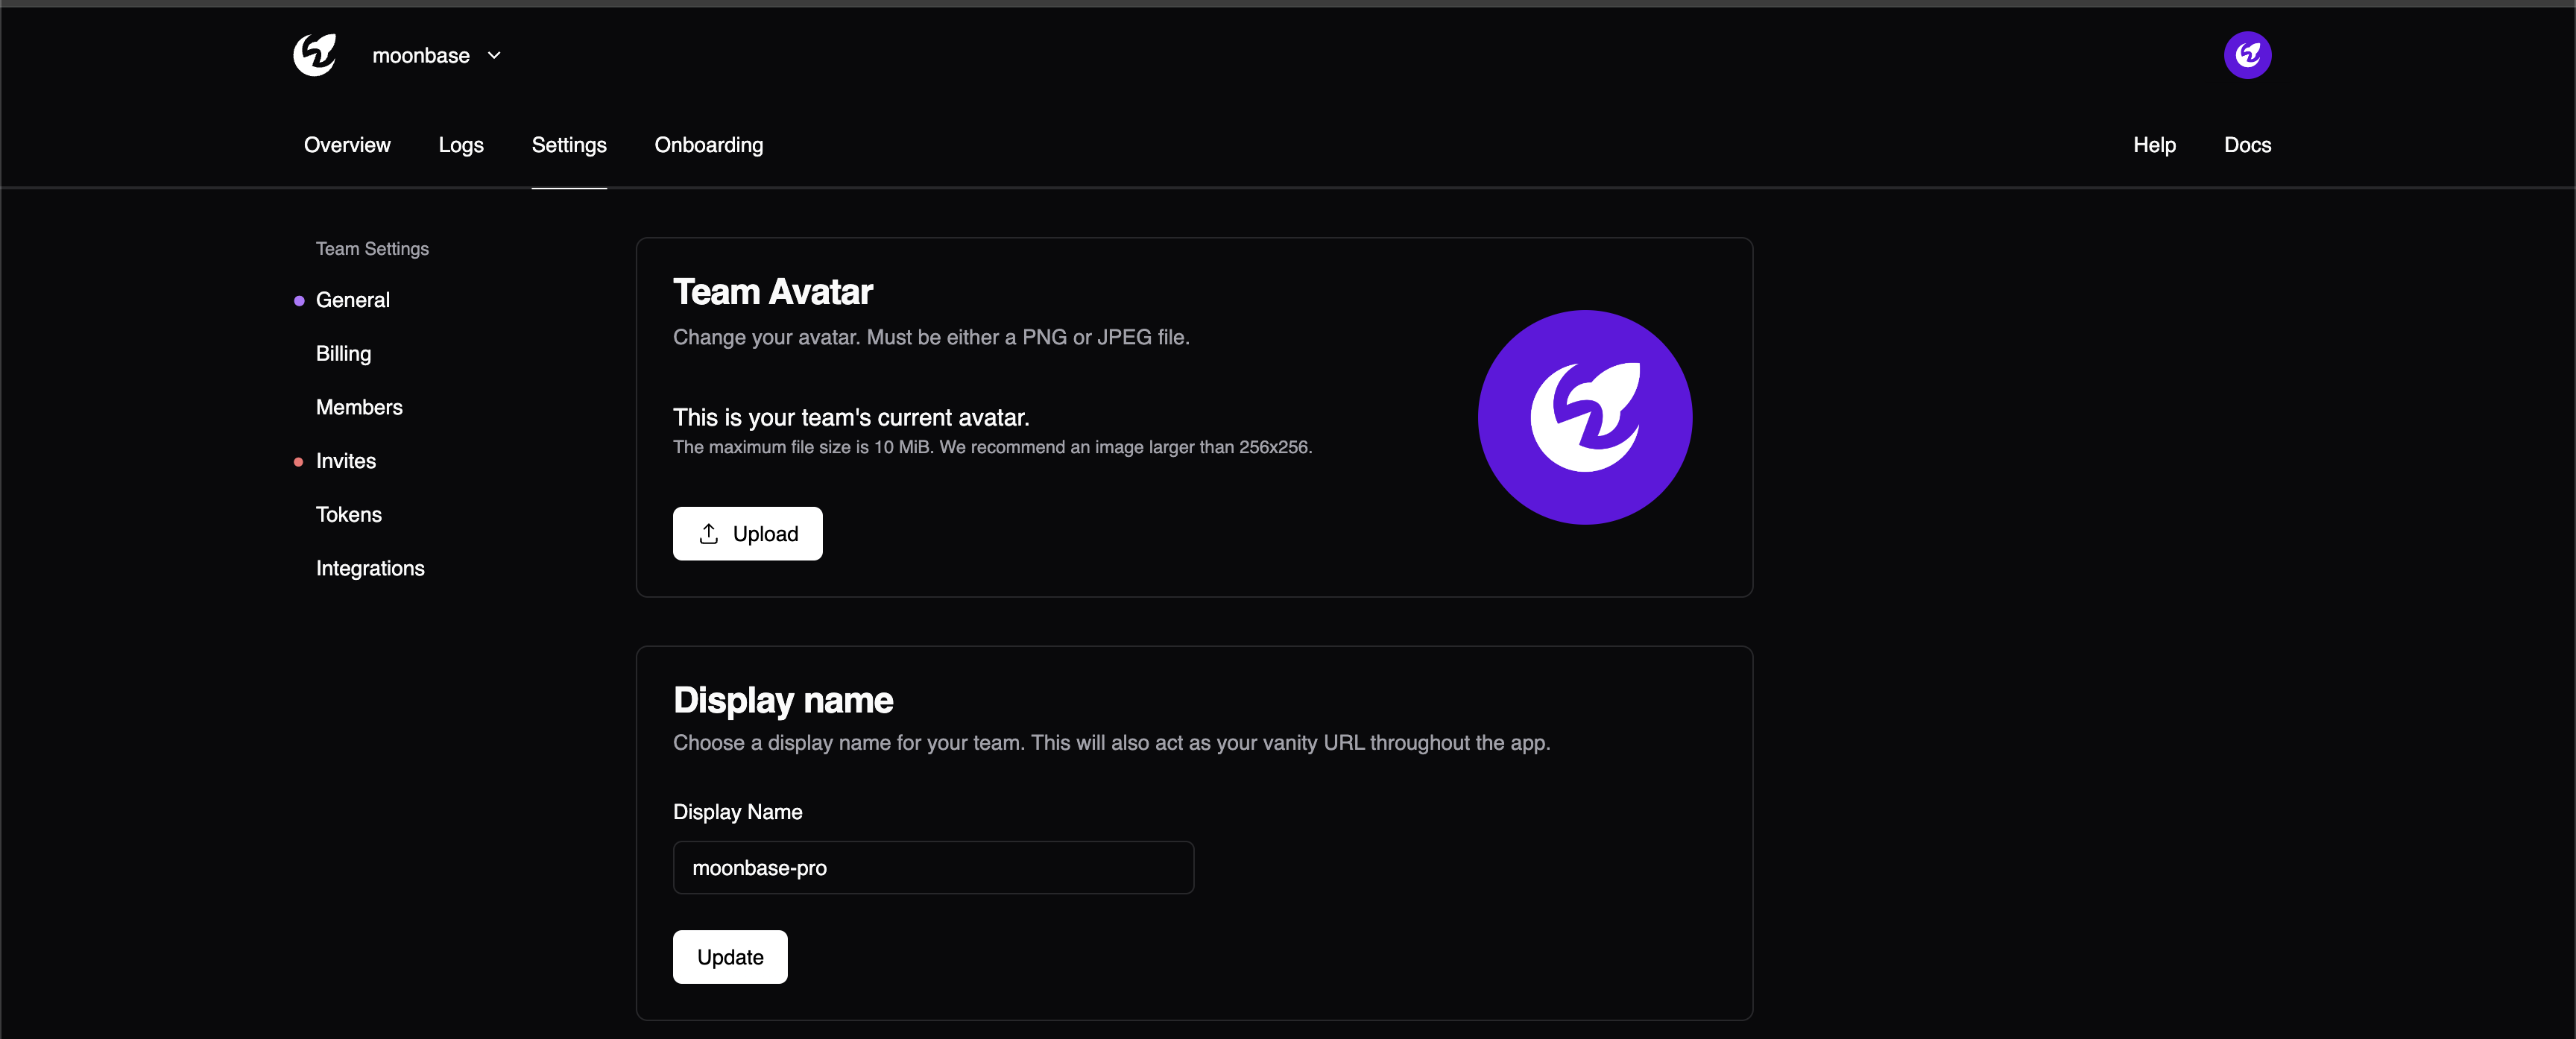 moonbase
Overview
Logs
Settings
Onboarding
Help
Docs
Team Settings
General
Billing
Members
Invites
Tokens
Integrations
Team Avatar
Change your avatar. Must be either a PNG or JPEG file.
This is your team's current avatar.
The maximum file size is 10 MiB. We recommend an image larger than 256x256.
Upload
Display name
Choose a display name for your team. This will also act as your vanity URL throughout the app.
Display Name
moonbase-pro
Update